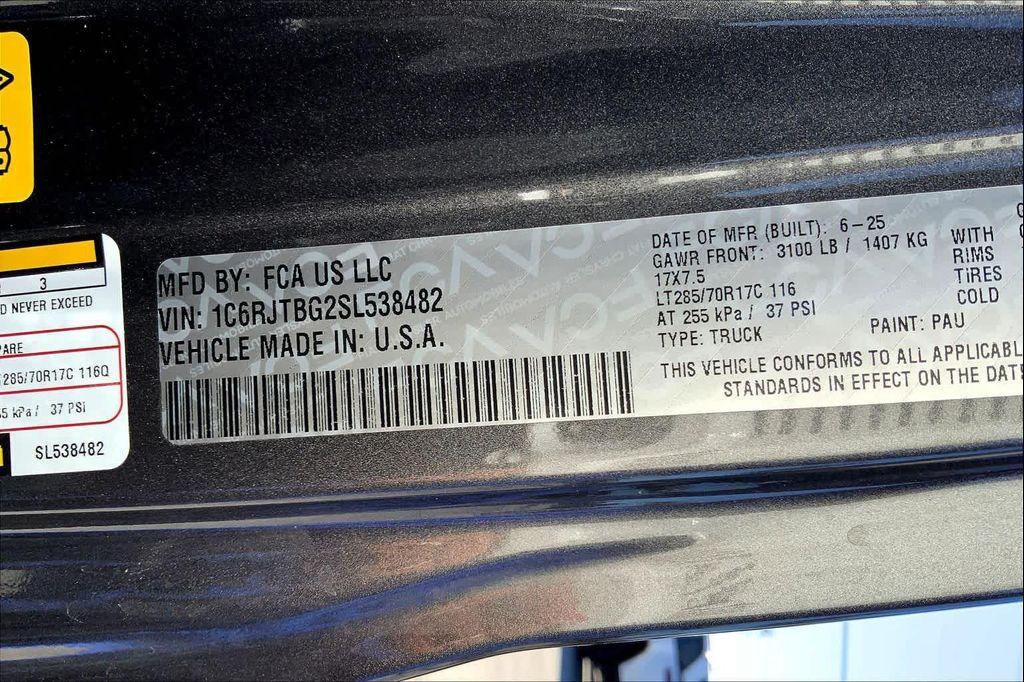 3
D NEVER EXCEED
ARE
285/70R17C 116Q
55 kPa / 37 PSI
SL538482
MFD BY: FCA US LLC
VIN: 1C6RJTBG2SL538482
VEHICLE MADE IN: U.S.A.
DATE OF MFR (BUILT): 6-25
GAWR FRONT: 3100 LB / 1407 KG WITH
17X7.5 RIMS
LT285/70R17C 116 TIRES
AT 255 kPa / 37 PSI COLD
TYPE: TRUCK PAINT: PAU
THIS VEHICLE CONFORMS TO ALL APPLICABL
STANDARDS IN EFFECT ON THE DATE